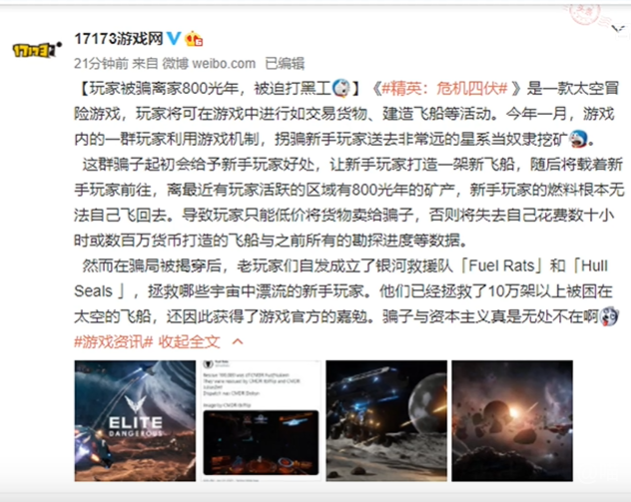 17173
17173游戏网
21分钟前 来自 微博 weibo.com 已编辑
【玩家被骗离家800光年，被迫打黑工】《#精英：危机四伏# 》是一款太空冒
险游戏，玩家将可在游戏中进行如交易货物、建造飞船等活动。今年一月，游戏
内的一群玩家利用游戏机制，拐骗新手玩家送去非常远的星系当奴隶挖矿。
这群骗子起初会给予新手玩家好处，让新手玩家打造一架新飞船，随后将载着新
手玩家前往，离最近有玩家活跃的区域有800光年的矿产，新手玩家的燃料根本无
法自己飞回去。导致玩家只能低价将货物卖给骗子，否则将失去自己花费数十小
时或数百万货币打造的飞船与之前所有的勘探进度等数据。
然而在骗局被揭穿后，老玩家们自发成立了银河救援队「Fuel Rats」和「Hull
Seals 」，拯救哪些宇宙中漂流的新手玩家。他们已经拯救了10万架以上被困在
太空的飞船，还因此获得了游戏官方的嘉勉。骗子与资本主义真是无处不在啊
#游戏资讯# 收起全文
ELITE
DANGEROUS